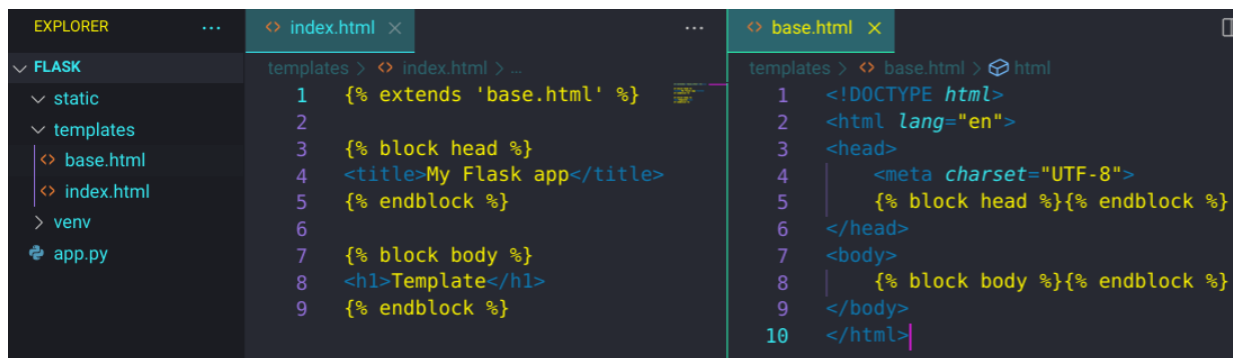 EXPLORER
...
FLASK
static
templates
base.html
index.html
venv
app.py
index.html
...
templates > index.html > ...
1 {% extends 'base.html' %}
2
3 {% block head %}
4 <title>My Flask app</title>
5 {% endblock %}
6
7 {% block body %}
8 <h1>Template</h1>
9 {% endblock %}
base.html
templates > base.html > html
1 <!DOCTYPE html>
2 <html lang="en">
3 <head>
4     <meta charset="UTF-8">
5     {% block head %}{% endblock %}
6 </head>
7 <body>
8     {% block body %}{% endblock %}
9 </body>
10 </html>